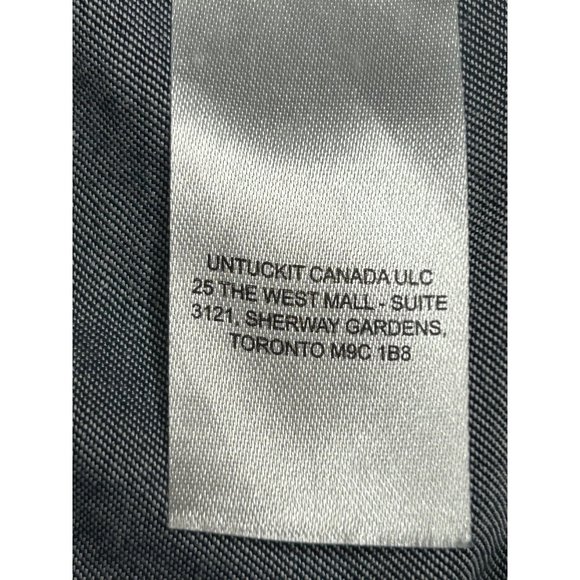 UNTUCKIT CANADA ULC
25 THE WEST MALL - SUITE
3121, SHERWAY GARDENS,
TORONTO M9C 1B8